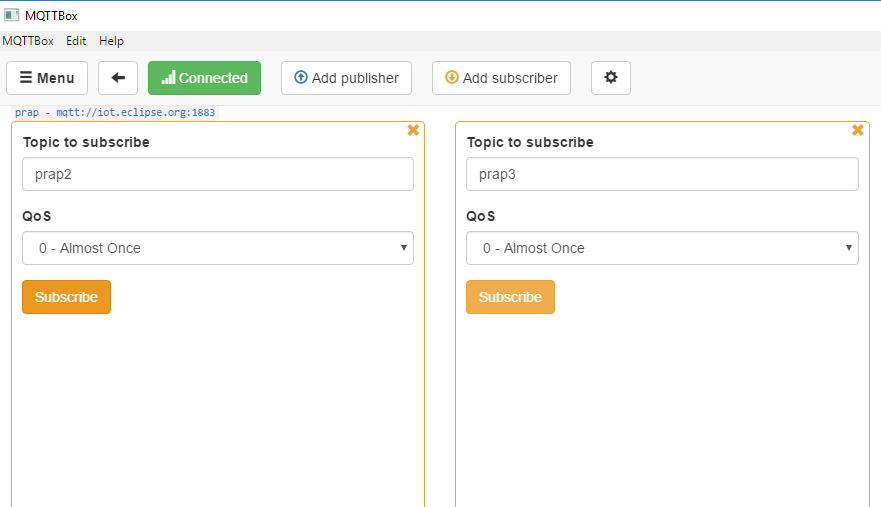 MQTTBox
MQTTBox Edit Help
Menu Connected Add publisher Add subscriber
prap - mqtt://iot.eclipse.org:1883
Topic to subscribe
prap2
QoS
0 - Almost Once
Subscribe
Topic to subscribe
prap3
QoS
0 - Almost Once
Subscribe